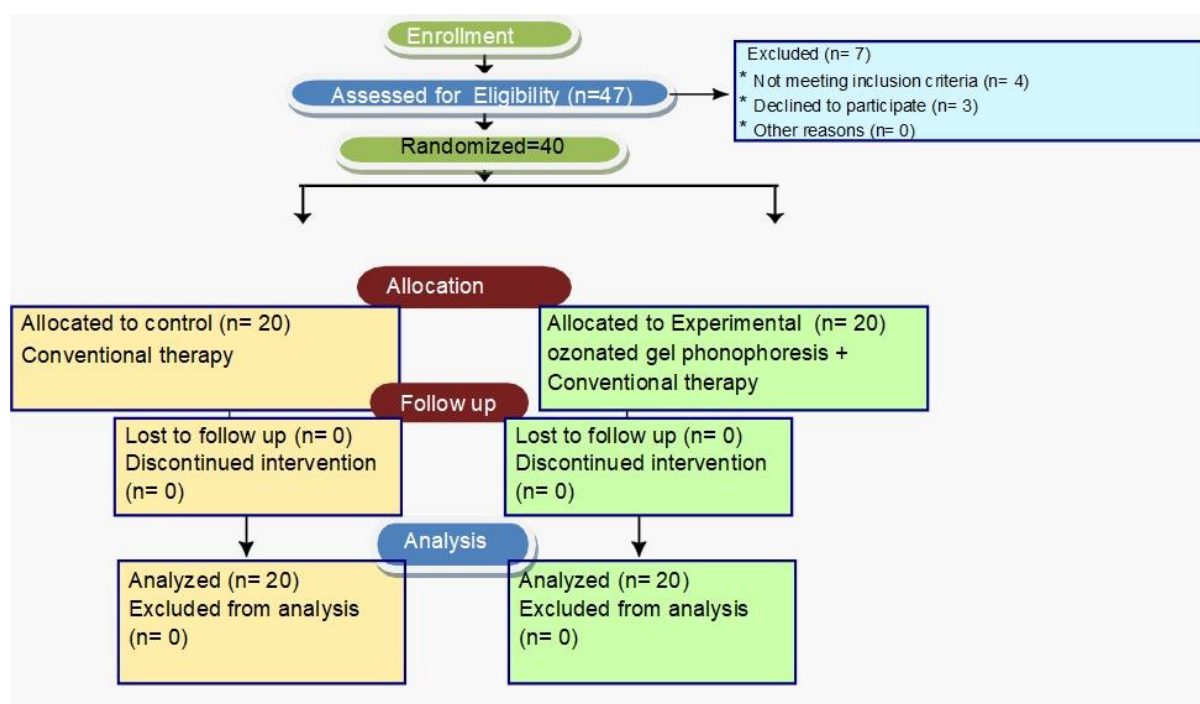 Enrollment
Assessed for Eligibility (n=47)
Excluded (n= 7)
* Not meeting inclusion criteria (n= 4)
* Declined to participate (n= 3)
* Other reasons (n= 0)
Randomized=40
Allocation
Allocated to control (n= 20)
Conventional therapy
Allocated to Experimental (n= 20)
ozonated gel phonophoresis +
Conventional therapy
Follow up
Lost to follow up (n= 0)
Discontinued intervention
(n= 0)
Lost to follow up (n= 0)
Discontinued intervention
(n= 0)
Analysis
Analyzed (n= 20)
Excluded from analysis
(n= 0)
Analyzed (n= 20)
Excluded from analysis
(n= 0)